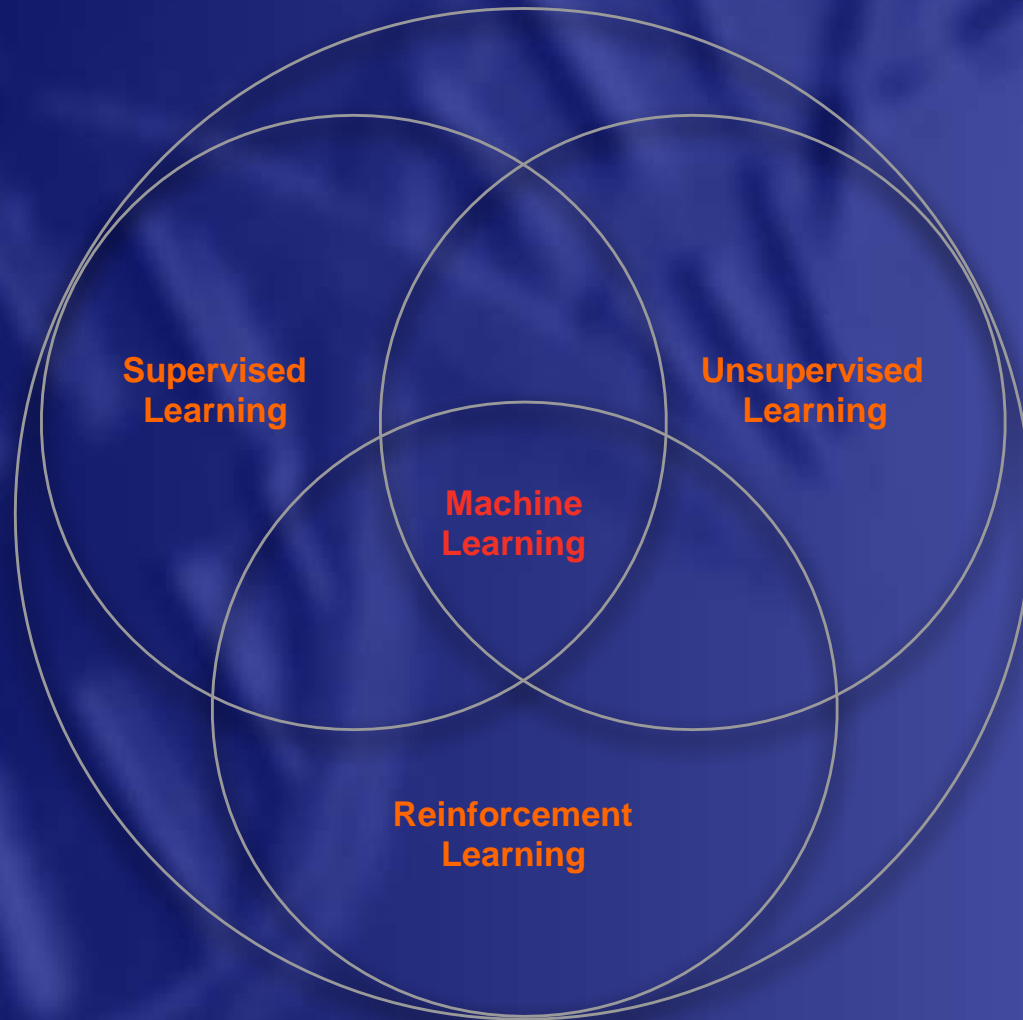 Supervised
Learning
Unsupervised
Learning
Machine
Learning
Reinforcement
Learning